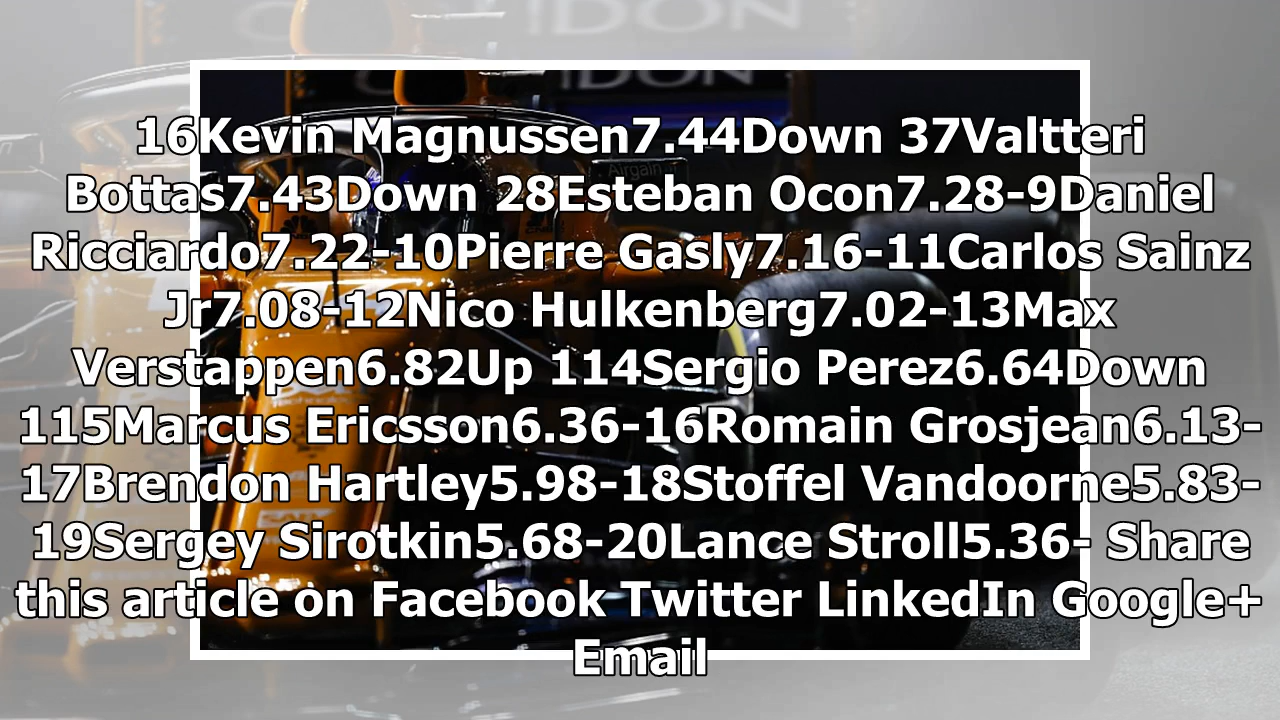 IDON
Airgain
16Kevin Magnussen7.44Down 37Valtteri
Bottas7.43Down 28Esteban Ocon7.28-9Daniel
Ricciardo7.22-10Pierre Gasly7.16-11Carlos Sainz
Jr7.08-12Nico Hulkenberg7.02-13Max
Verstappen6.82Up 114Sergio Perez6.64Down
115Marcus Ericsson6.36-16Romain Grosjean6.13-
17Brendon Hartley5.98-18Stoffel Vandoorne5.83-
19Sergey Sirotkin5.68-20Lance Stroll5.36- Share
this article on Facebook Twitter LinkedIn Google+
Email